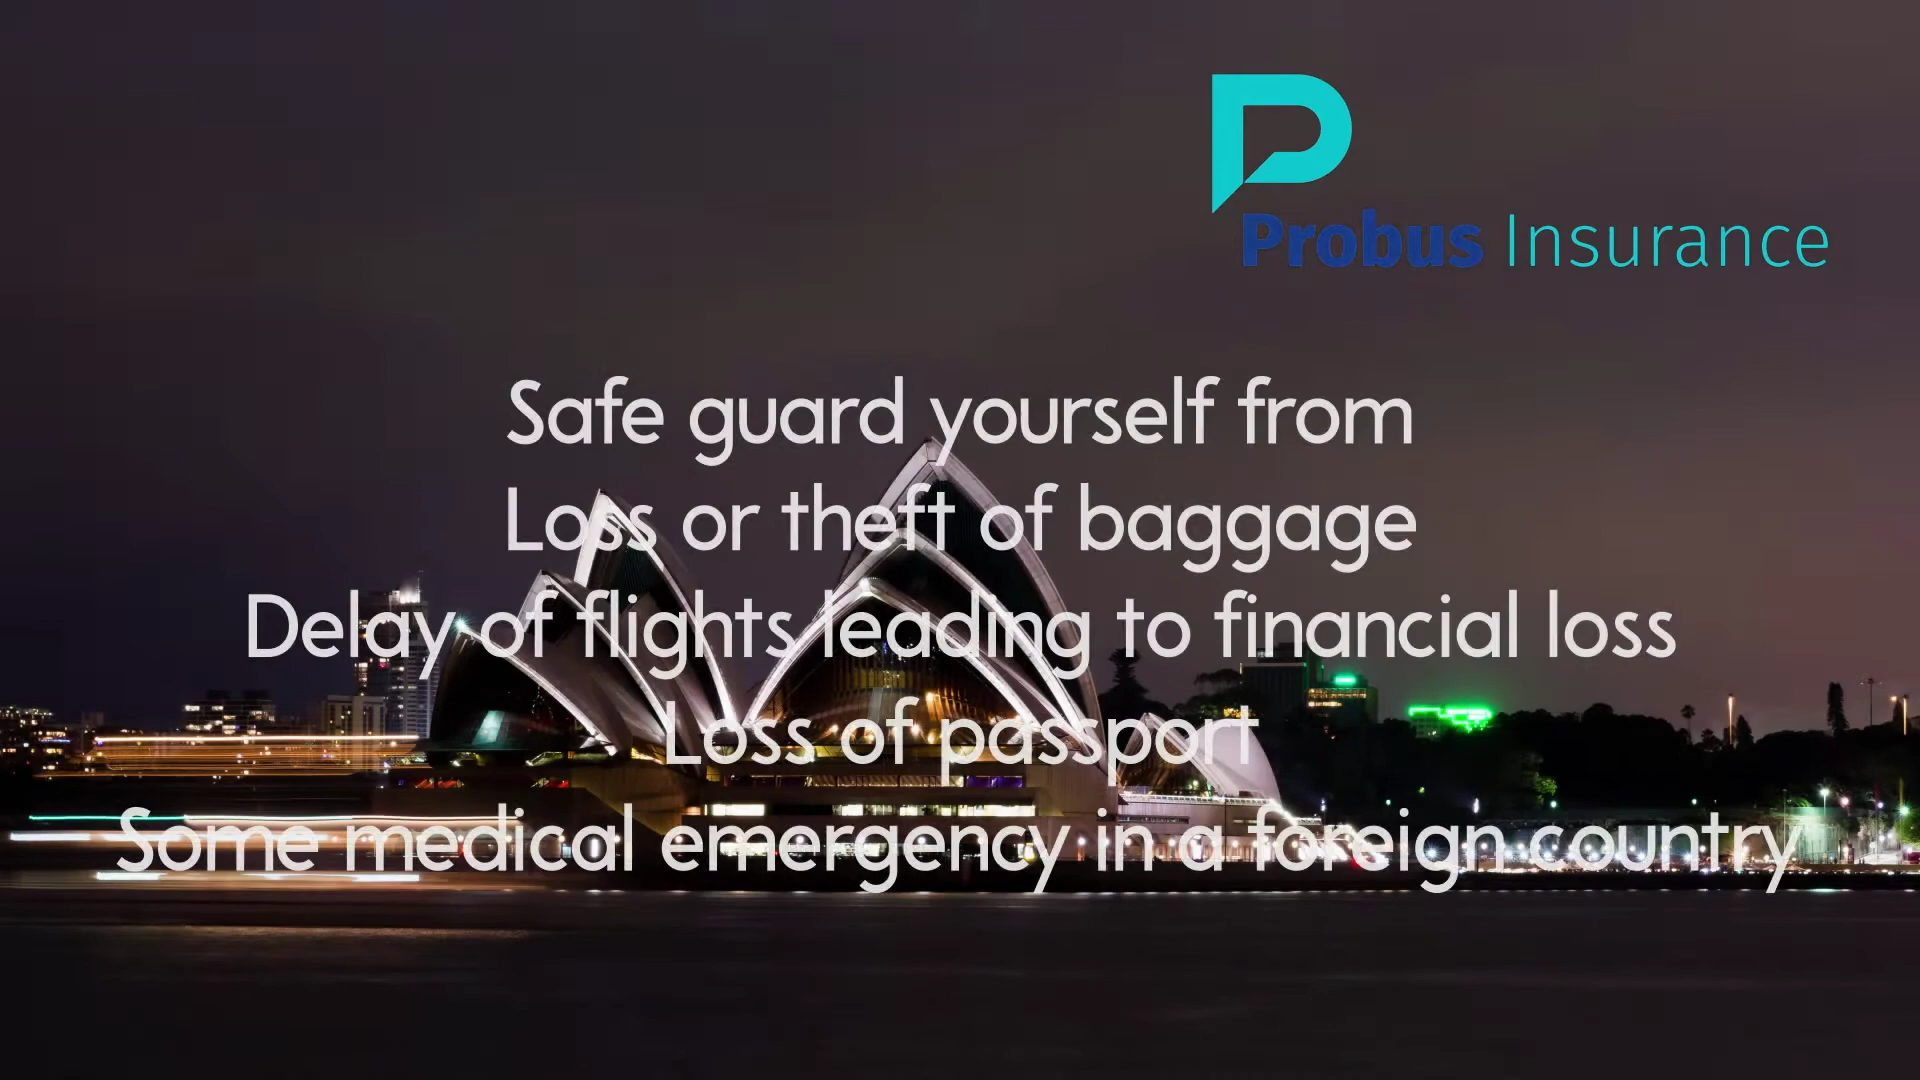 Probus Insurance
Safe guard yourself from
Loss or theft of baggage
Delay of flights leading to financial loss
Loss of passport
Some medical emergency in a foreign country